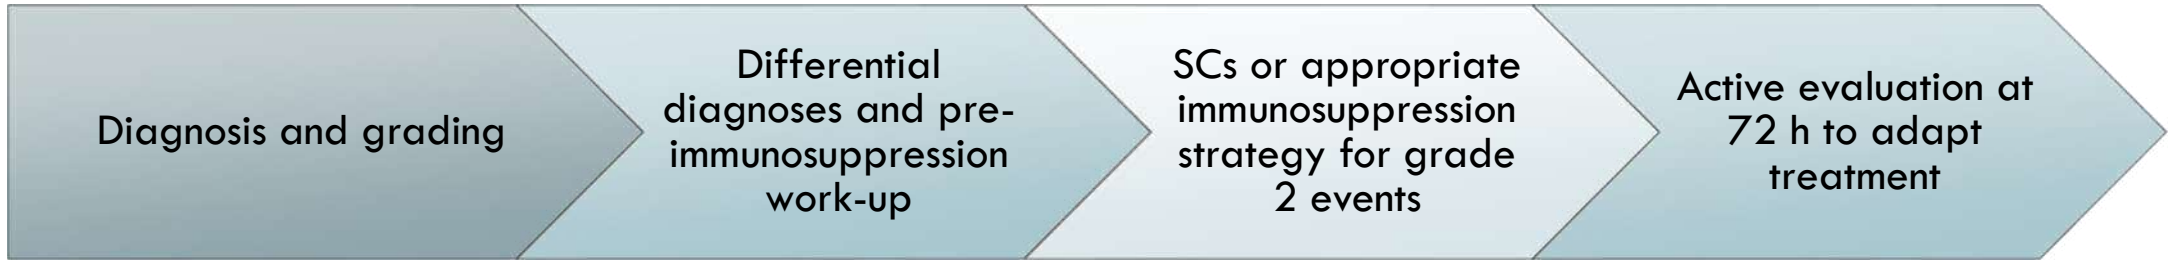 Diagnosis and grading
Differential
diagnoses and pre-
immunosuppression
work-up
SCs or appropriate
immunosuppression
strategy for grade
2 events
Active evaluation at
72 h to adapt
treatment